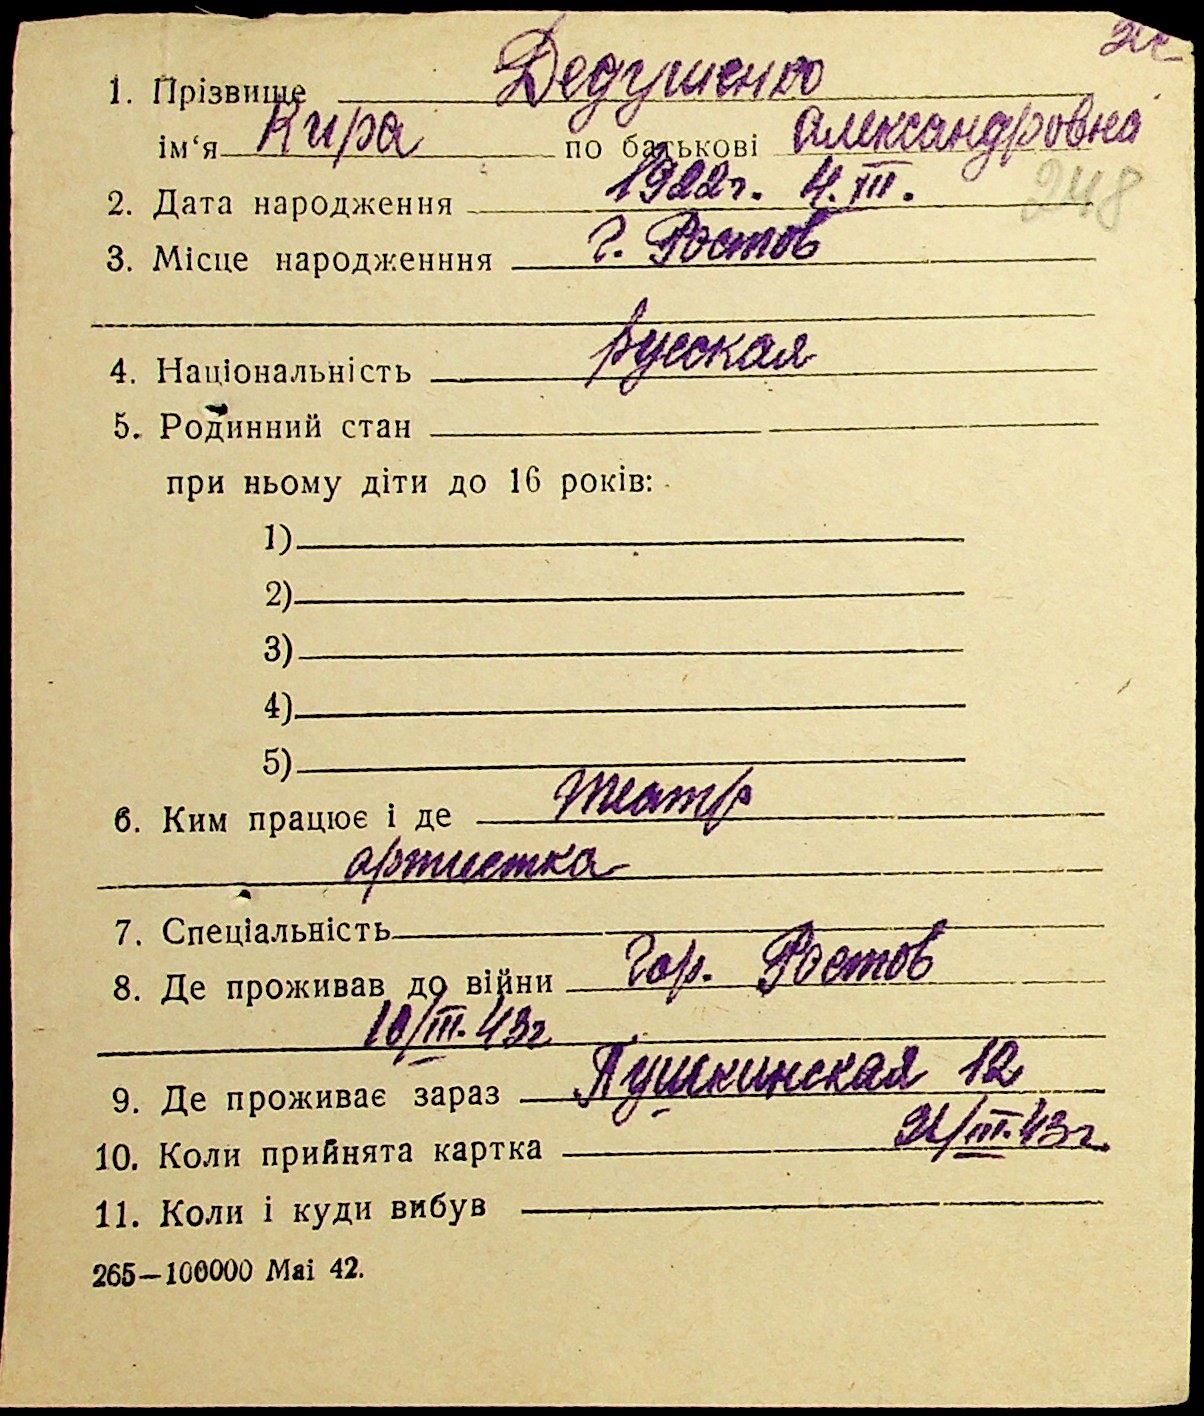 1. Прізвище Дедушенко
ім‘я Кира по батькові Александровна
2. Дата народження 1922г. 4.III.
248
3. Місце народженння г. Ростов
4. Національність русская
5. Родинний стан
при ньому діти до 16 років:
1)
2)
3)
4)
5)
6. Ким працює і де театр
артистка
7. Спеціальність
8. Де проживав до війни Гор. Ростов
10/III. 43г
9. Де проживає зараз Пушкинская 12
10. Коли прийнята картка /III.43г.
11. Коли і куди вибув
265—100000 Mai 42.